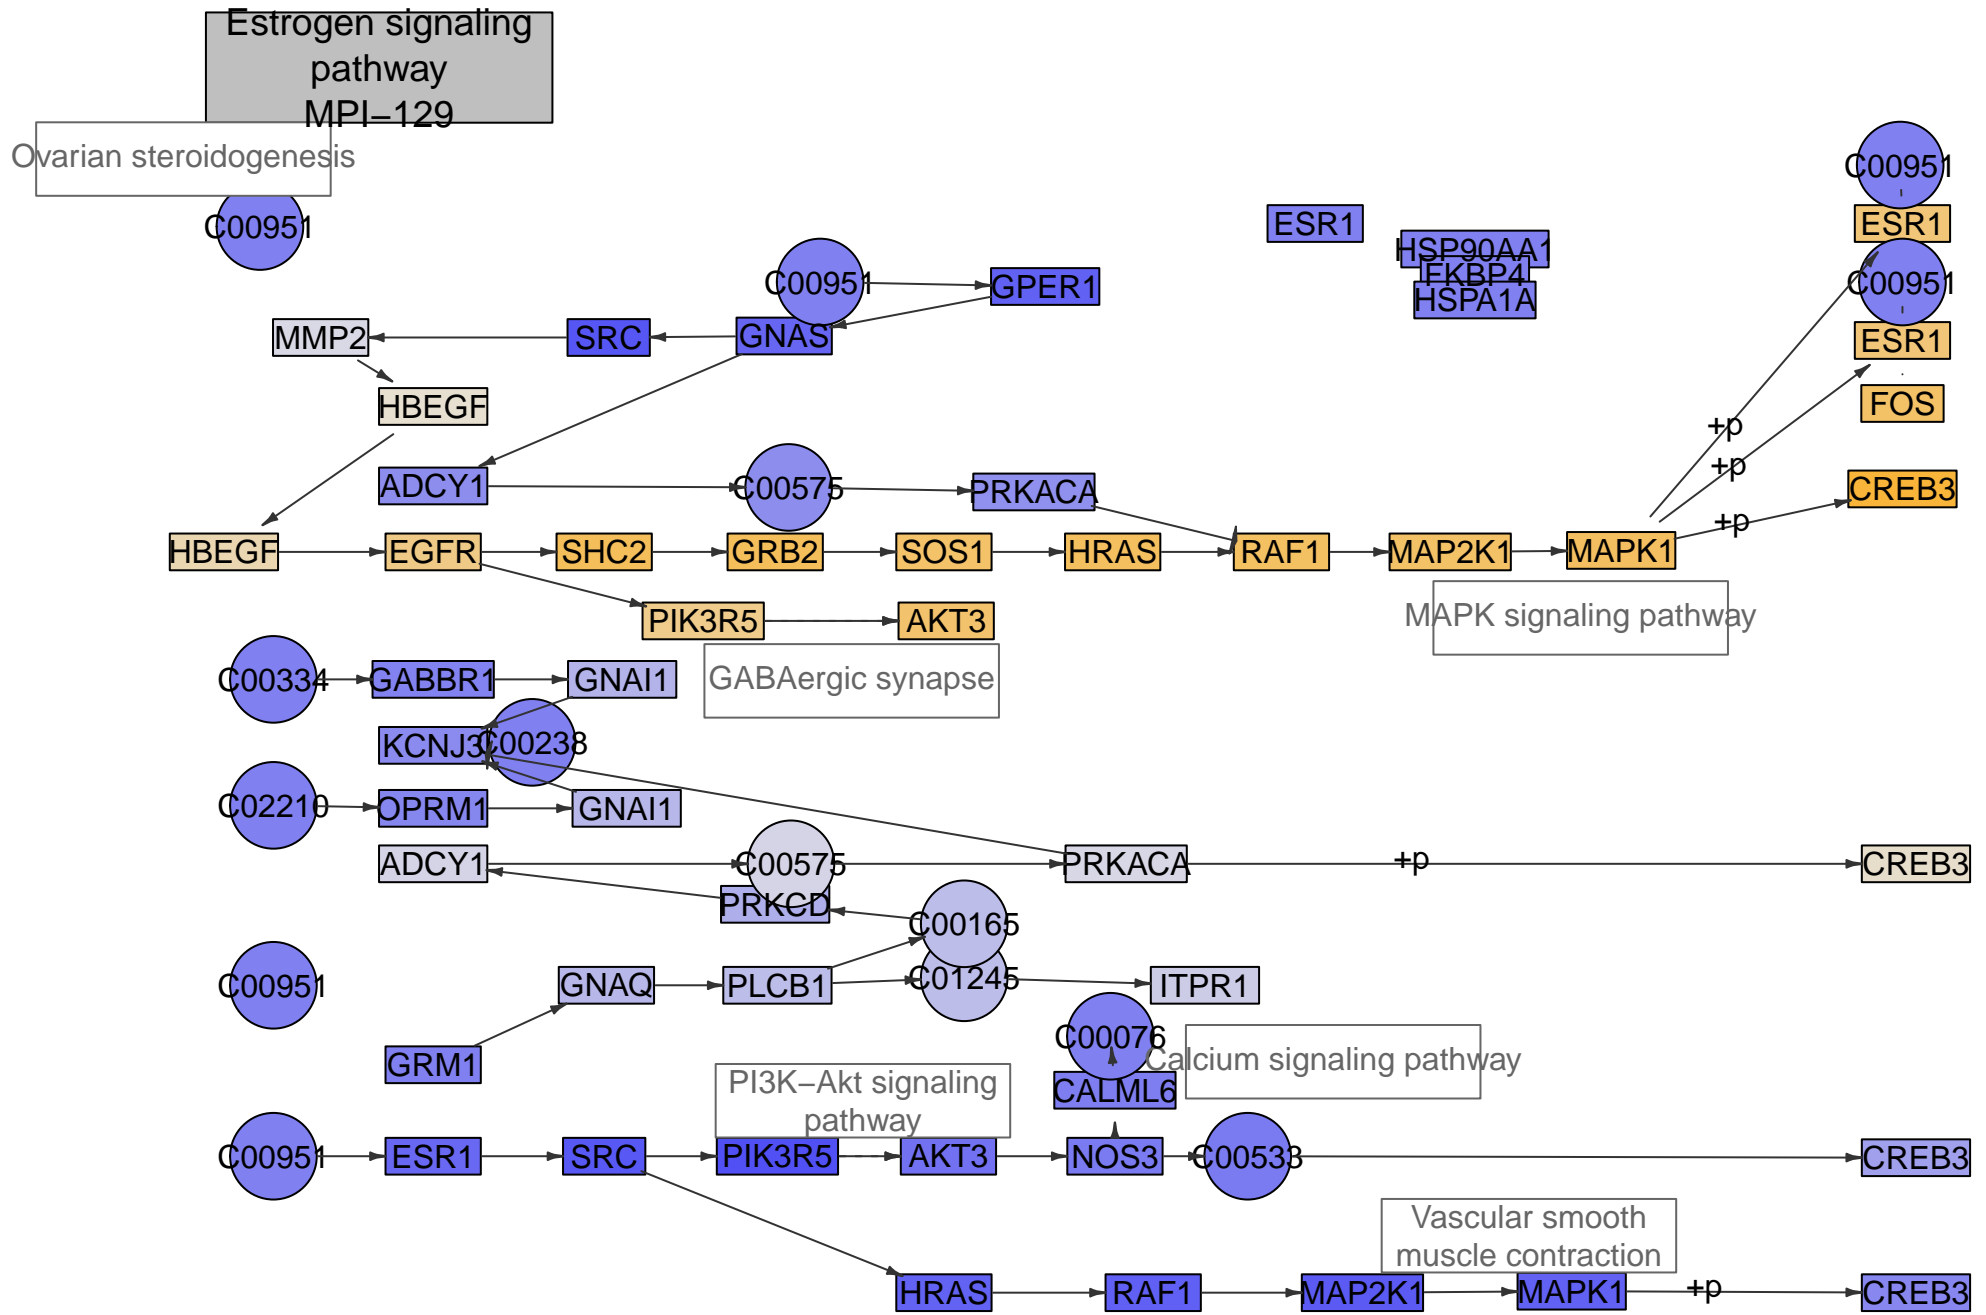 Estrogen signaling
pathway
MPI−129
Ovarian steroidogenesis
C00951
C00951
ESR1
ESR1
C00951
HSP90AA1
FKBP4
HSPA1A
C00951
GPER1
C00951
MMP2
SRC
GNAS
ESR1
HBEGF
FOS
+p
+p
ADCY1
C00575
PRKACA
CREB3
+p
HBEGF
EGFR
SHC2
GRB2
SOS1
HRAS
RAF1
MAP2K1
MAPK1
PIK3R5
AKT3
MAPK signaling pathway
C00334
GABBR1
GNAI1
GABAergic synapse
KCNJ3
C00238
C02210
OPRM1
GNAI1
ADCY1
C00575
PRKACA
+p
CREB3
PRKCD
C00165
C00951
GNAQ
PLCB1
C01245
ITPR1
C00076
Calcium signaling pathway
GRM1
CALML6
PI3K−Akt signaling
pathway
C00951
ESR1
SRC
PIK3R5
AKT3
NOS3
C00533
CREB3
Vascular smooth
muscle contraction
HRAS
RAF1
MAP2K1
MAPK1
+p
CREB3